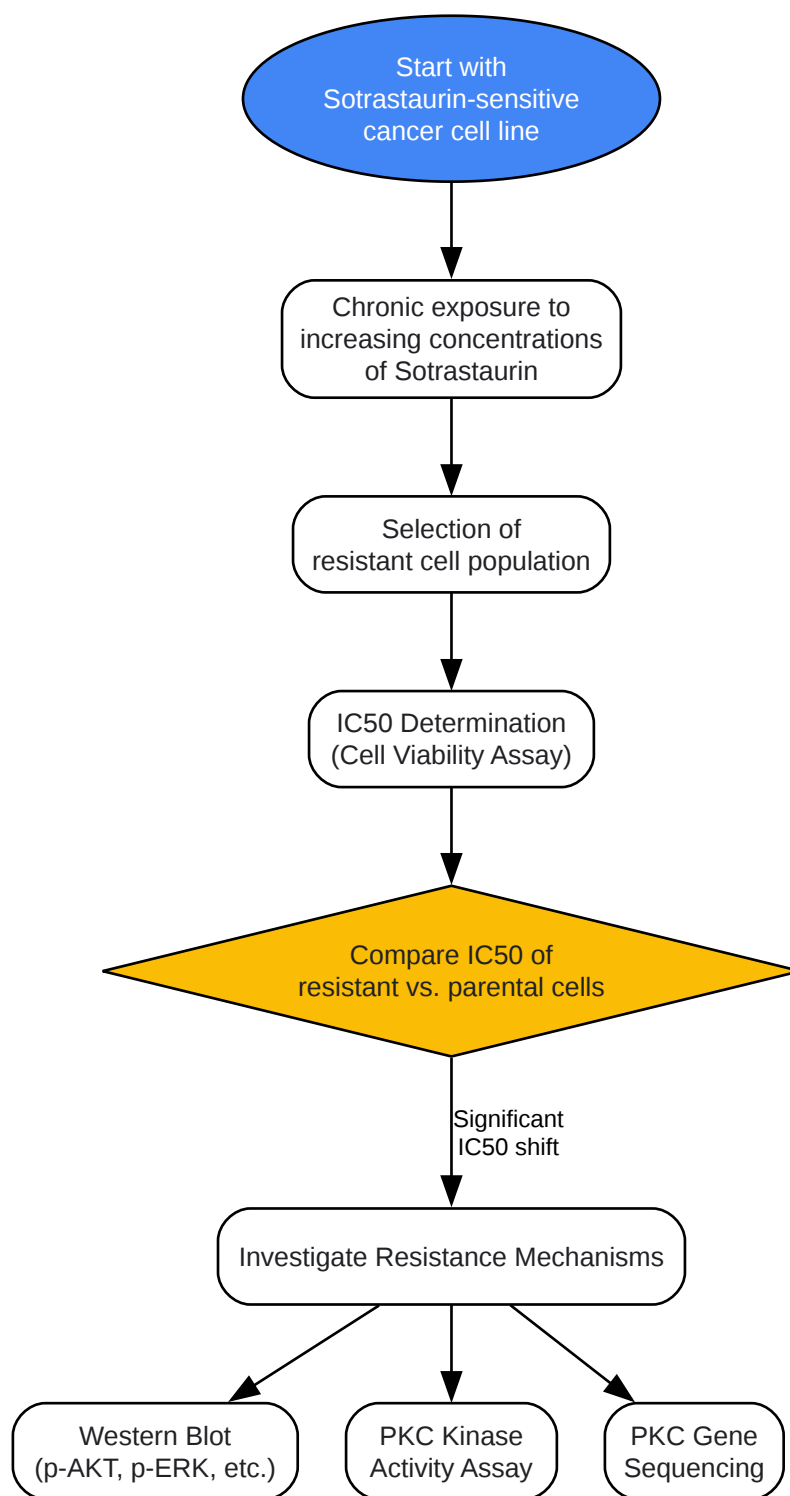 Start with
Sotrastaurin-sensitive
cancer cell line
Chronic exposure to
increasing concentrations
of Sotrastaurin
Selection of
resistant cell population
IC50 Determination
(Cell Viability Assay)
Compare IC50 of
resistant vs. parental cells
Significant
IC50 shift
Investigate Resistance Mechanisms
Western Blot
(p-AKT, p-ERK, etc.)
PKC Kinase
Activity Assay
PKC Gene
Sequencing